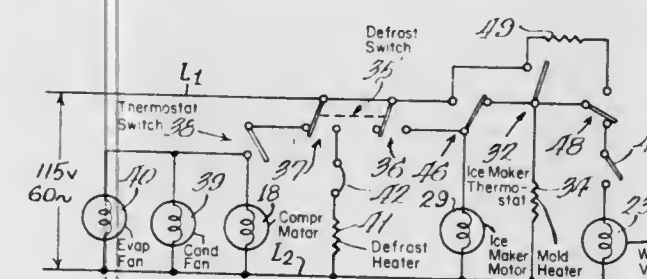 Defrost
Switch
35
49
L1
Thermostat
Switch 38
37
36
46
32
48
115v
60~
40
39
18
42
29
Ice Maker
Thermo-
stat
34
Compr
Motor
41
23
Evap
Fan
Cond
Fan
L2
Defrost
Heater
Ice
Maker
Motor
Mold
Heater